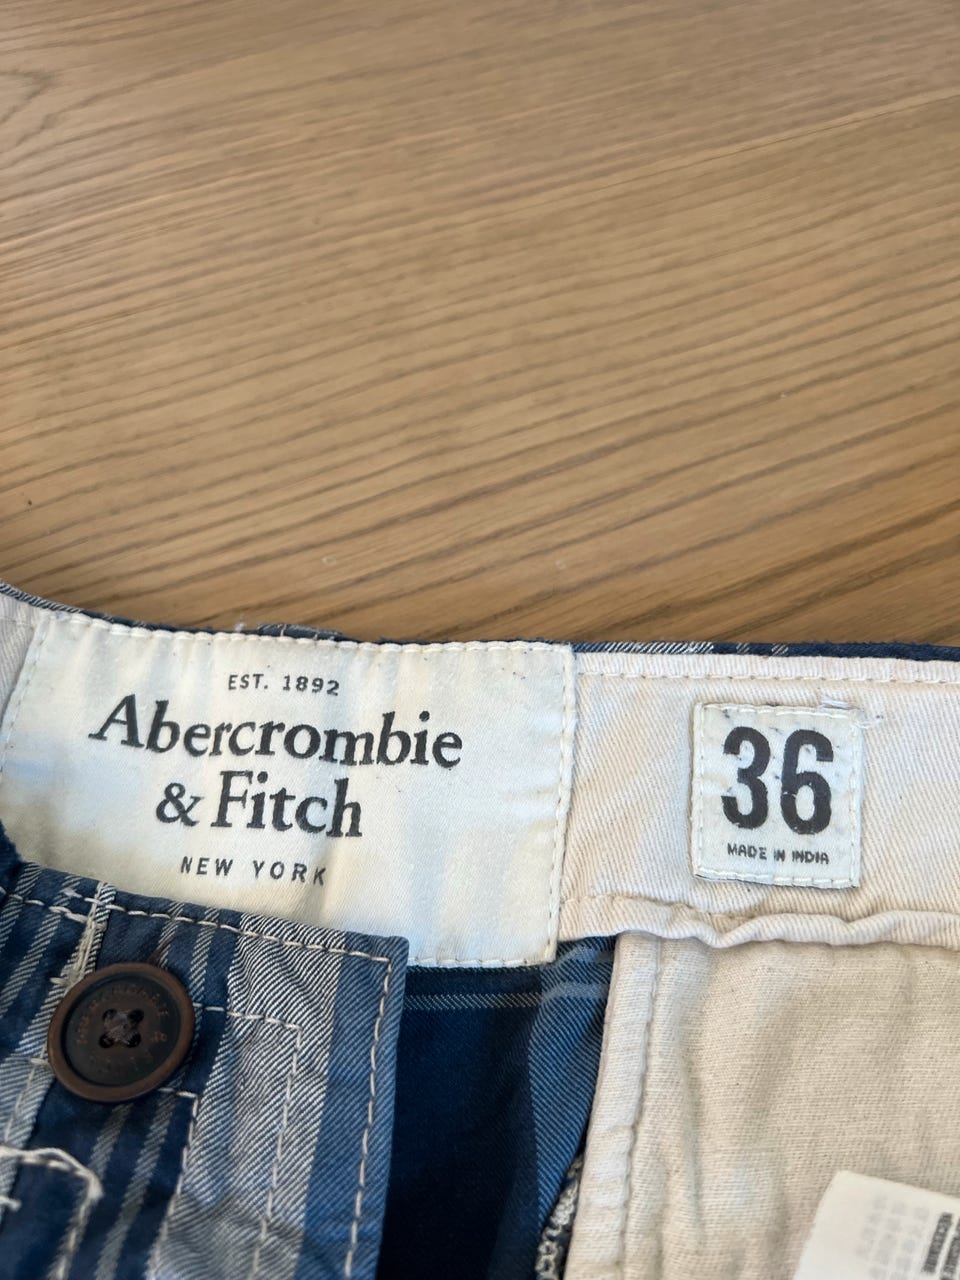 EST. 1892
Abercrombie
& Fitch
NEW YORK
36
MADE IN INDIA